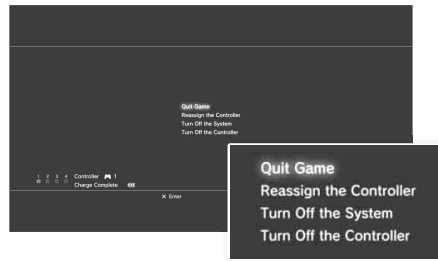 Quit Game
Reassign the Controller
Turn Off the System
Turn Off the Controller
1 2 3 4 Controller 1
Charge Complete
X Enter
Quit Game
Reassign the Controller
Turn Off the System
Turn Off the Controller